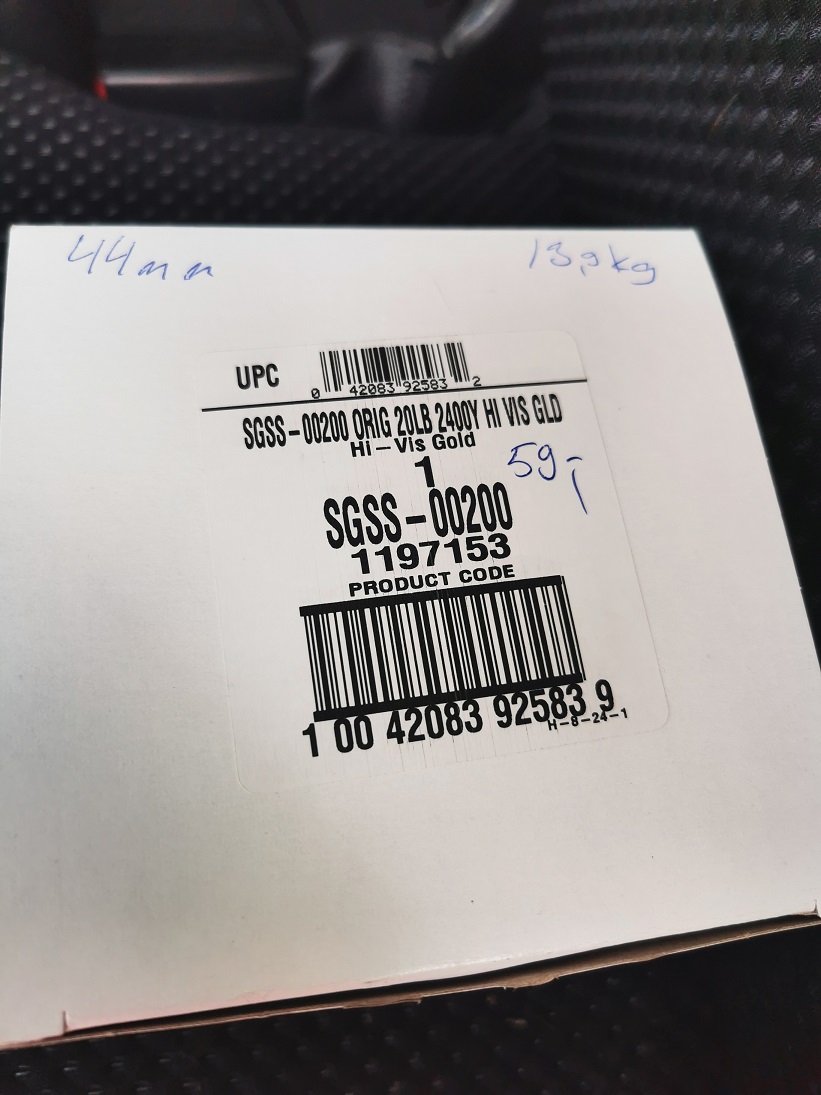 44mm
13,9kg
UPC
0 42083 92583 2
SGSS-00200 ORIG 20LB 2400Y HI VIS GLD
Hi-Vis Gold
1
59,-
SGSS-00200
1197153
PRODUCT CODE
1 00 42083 92583 9
H-8-24-1